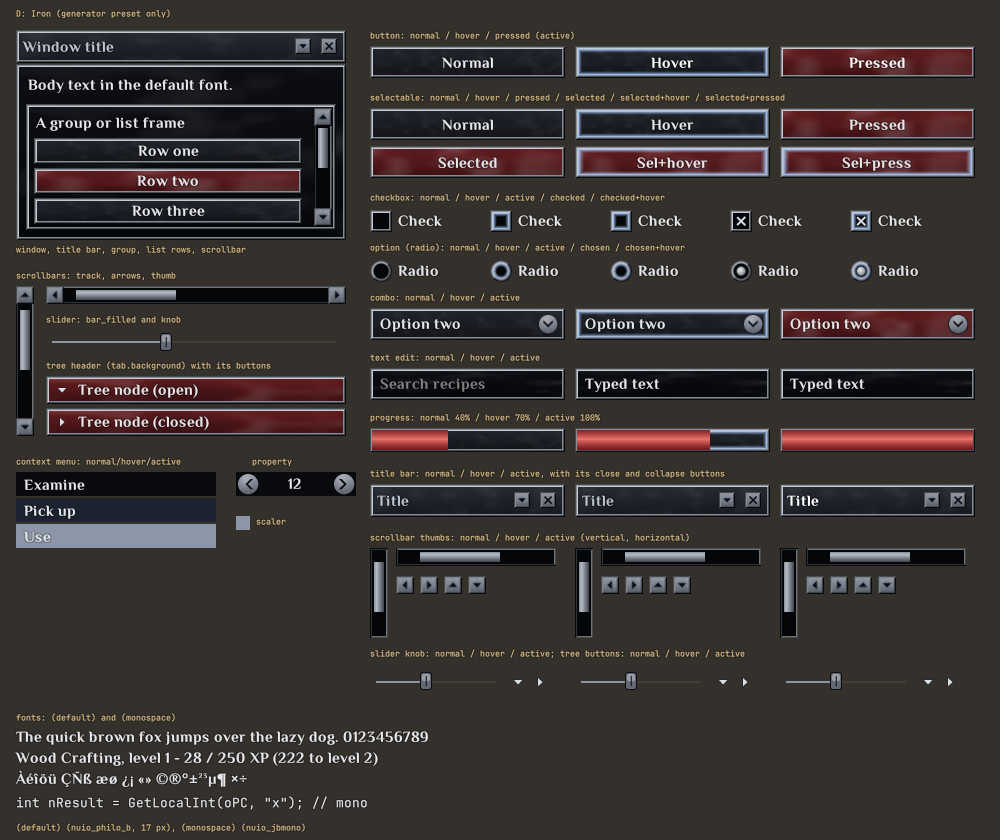 D: Iron (generator preset only)
Window title
Body text in the default font.
A group or list frame
Row one
Row two
Row three
window, title bar, group, list rows, scrollbar
scrollbars: track, arrows, thumb
slider: bar_filled and knob
tree header (tab.background) with its buttons
Tree node (open)
Tree node (closed)
context menu: normal/hover/active
Examine
Pick up
Use
property
12
scaler
button: normal / hover / pressed (active)
Normal
Hover
Pressed
selectable: normal / hover / pressed / selected / selected+hover / selected+pressed
Normal
Hover
Pressed
Selected
Sel+hover
Sel+press
checkbox: normal / hover / active / checked / checked+hover
Check
Check
Check
Check
Check
option (radio): normal / hover / active / chosen / chosen+hover
Radio
Radio
Radio
Radio
Radio
combo: normal / hover / active
Option two
Option two
Option two
text edit: normal / hover / active
Search recipes
Typed text
Typed text
progress: normal 40% / hover 70% / active 100%
title bar: normal / hover / active, with its close and collapse buttons
Title
Title
Title
scrollbar thumbs: normal / hover / active (vertical, horizontal)
slider knob: normal / hover / active; tree buttons: normal / hover / active
fonts: (default) and (monospace)
The quick brown fox jumps over the lazy dog. 0123456789
Wood Crafting, level 1 - 28 / 250 XP (222 to level 2)
Àéîõü ÇÑß æø ¿¡ «» ©®°±²³µ¶ ×÷
int nResult = GetLocalInt(oPC, "x"); // mono
(default) (nuio_philo_b, 17 px), (monospace) (nuio_jbmono)